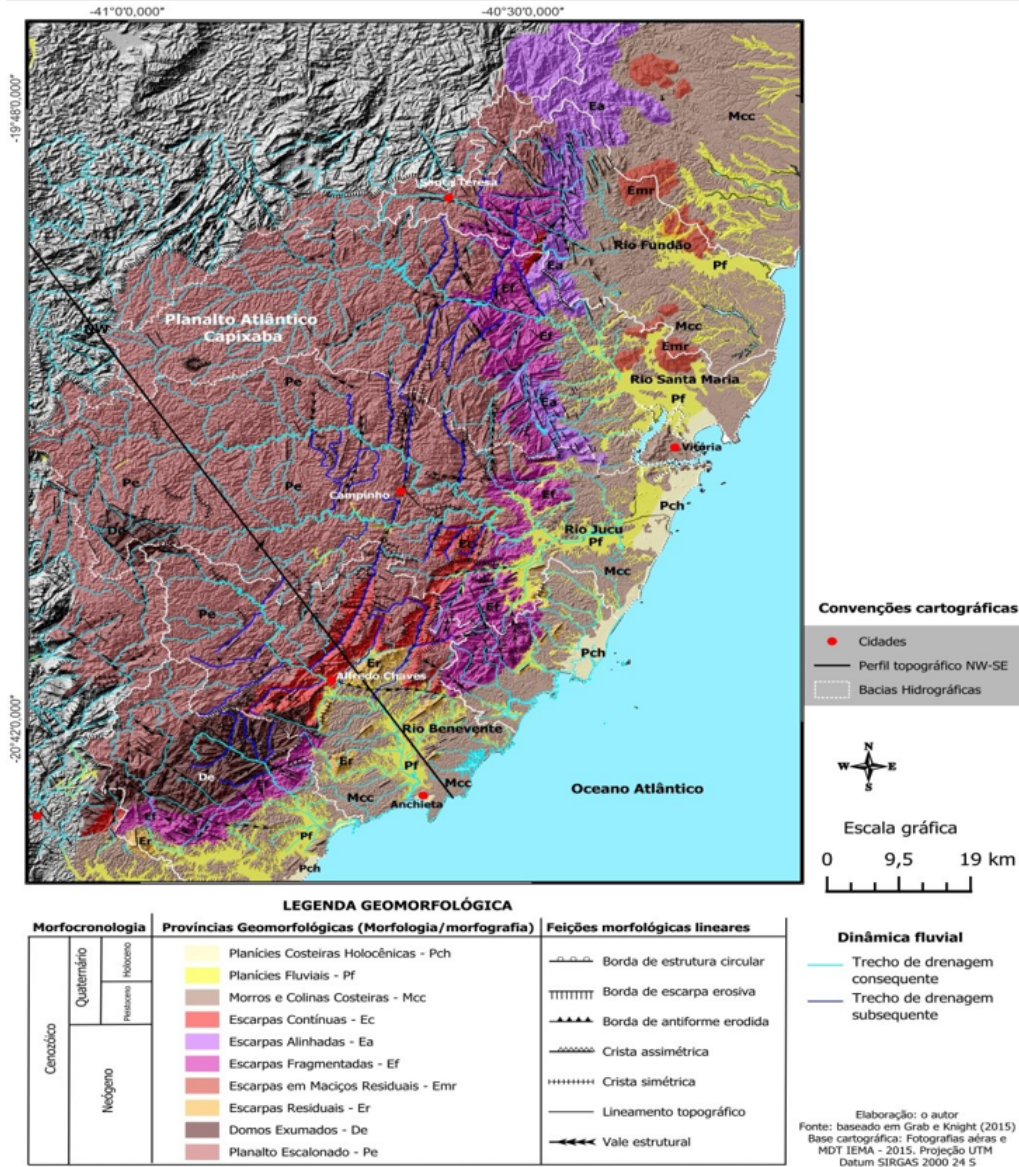 -41°0'0,000"
-40°30'0,000"
-19°48'0,000"
-20°42'0,000"
Ea
Mcc
Santa Teresa
Emr
Rio Fundão
Pf
Ea
Ef
NW
Planalto Atlântico
Capixaba
Ef
Mcc
Emr
Rio Santa Maria
Pf
Pe
Ea
Vitória
Pe
Pe
Campinho
Ef
Pch
De
Rio Jucu
Pf
Ec
Mcc
Pe
Ef
Pch
Er
Alfredo Chaves
Rio Benevente
De
Er
Pf
Mcc
Mcc
Anchieta
Oceano Atlântico
Ef
Er
Pf
Pch
Convenções cartográficas
Cidades
Perfil topográfico NW-SE
Bacias Hidrográficas
N
W E
S
Escala gráfica
0 9,5 19 km
Dinâmica fluvial
Trecho de drenagem
consequente
Trecho de drenagem
subsequente
LEGENDA GEOMORFOLÓGICA
Morfocronologia
Províncias Geomorfológicas (Morfologia/morfografia)
Feições morfológicas lineares
Cenozóico
Quaternário
Holoceno
Pleistoceno
Neógeno
Planícies Costeiras Holocênicas - Pch
Planícies Fluviais - Pf
Morros e Colinas Costeiras - Mcc
Escarpas Contínuas - Ec
Escarpas Alinhadas - Ea
Escarpas Fragmentadas - Ef
Escarpas em Maciços Residuais - Emr
Escarpas Residuais - Er
Domos Exumados - De
Planalto Escalonado - Pe
Borda de estrutura circular
Borda de escarpa erosiva
Borda de antiforme erodida
Crista assimétrica
Crista simétrica
Lineamento topográfico
Vale estrutural
Elaboração: o autor
Fonte: baseado em Grab e Knight (2015)
Base cartográfica: Fotografias aéras e
MDT IEMA - 2015. Projeção UTM
Datum SIRGAS 2000 24 S